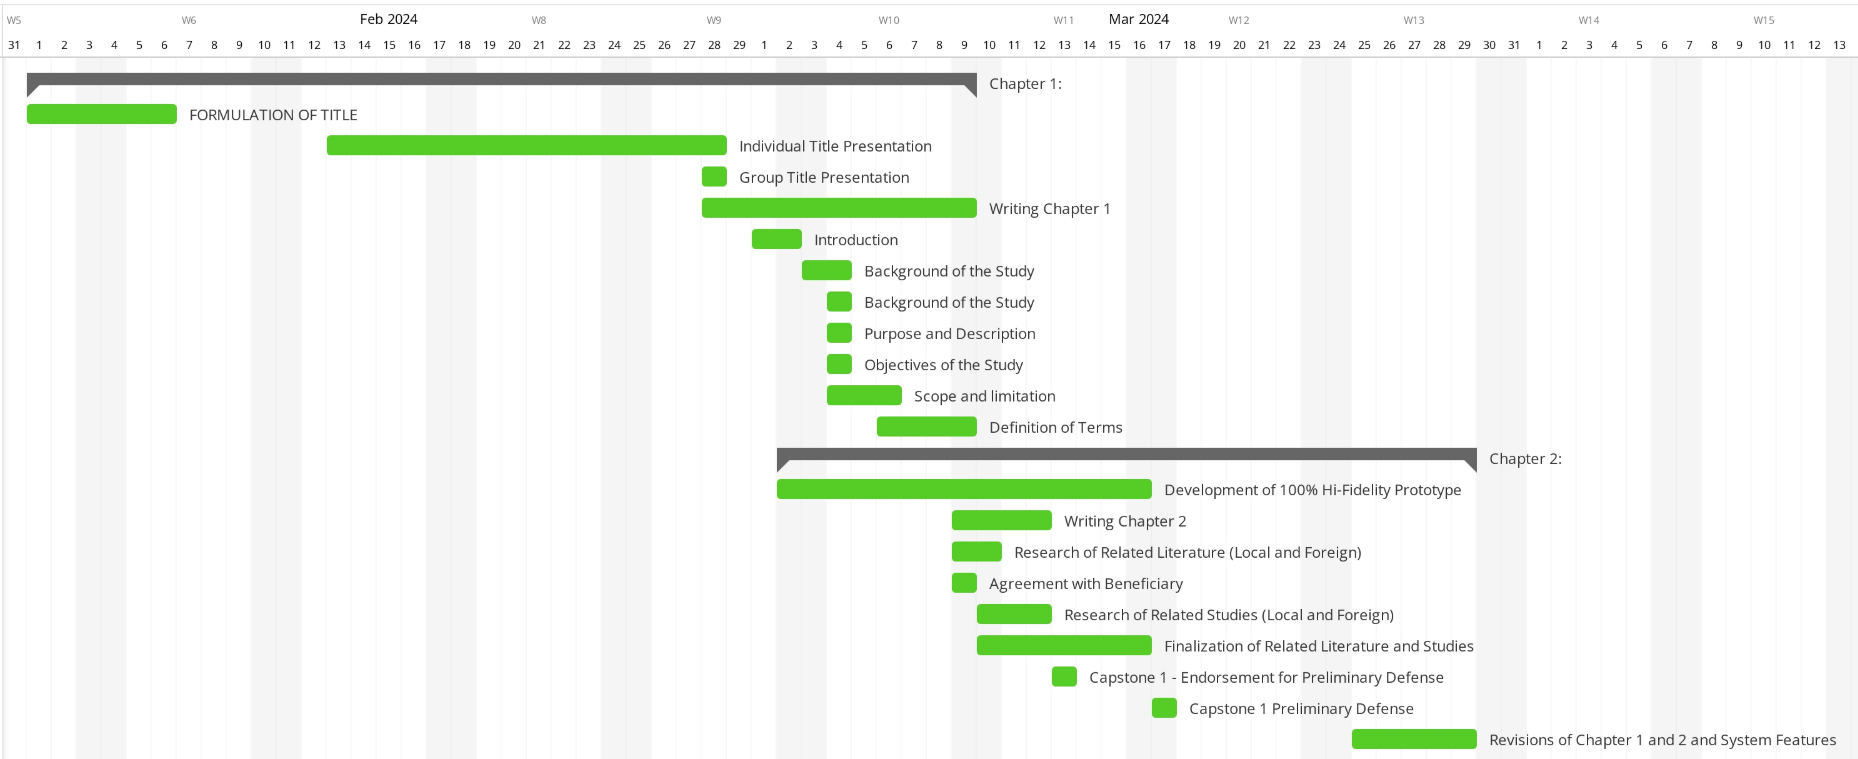 W5 W6 Feb 2024 W8 W9 W10 W11 Mar 2024 W12 W13 W14 W15
31 1 2 3 4 5 6 7 8 9 10 11 12 13 14 15 16 17 18 19 20 21 22 23 24 25 26 27 28 29 1 2 3 4 5 6 7 8 9 10 11 12 13 14 15 16 17 18 19 20 21 22 23 24 25 26 27 28 29 30 31 1 2 3 4 5 6 7 8 9 10 11 12 13
Chapter 1:
FORMULATION OF TITLE
Individual Title Presentation
Group Title Presentation
Writing Chapter 1
Introduction
Background of the Study
Background of the Study
Purpose and Description
Objectives of the Study
Scope and limitation
Definition of Terms
Chapter 2:
Development of 100% Hi-Fidelity Prototype
Writing Chapter 2
Research of Related Literature (Local and Foreign)
Agreement with Beneficiary
Research of Related Studies (Local and Foreign)
Finalization of Related Literature and Studies
Capstone 1 - Endorsement for Preliminary Defense
Capstone 1 Preliminary Defense
Revisions of Chapter 1 and 2 and System Features